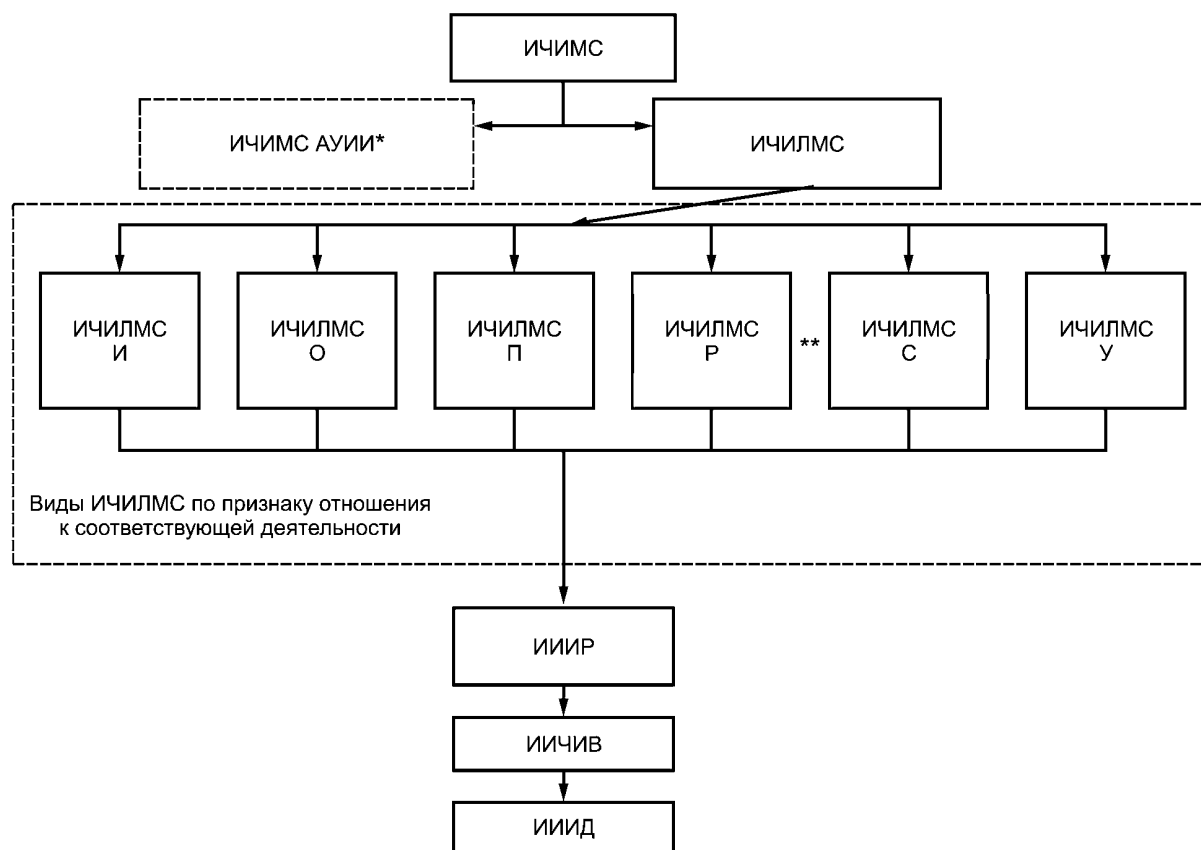 ИЧИМС
ИЧИМС АУИИ*
ИЧИЛМС
ИЧИЛМС
И
ИЧИЛМС
О
ИЧИЛМС
П
ИЧИЛМС
Р
**
ИЧИЛМС
С
ИЧИЛМС
У
Виды ИЧИЛМС по признаку отношения
к соответствующей деятельности
ИИИР
ИИЧИВ
ИИИД